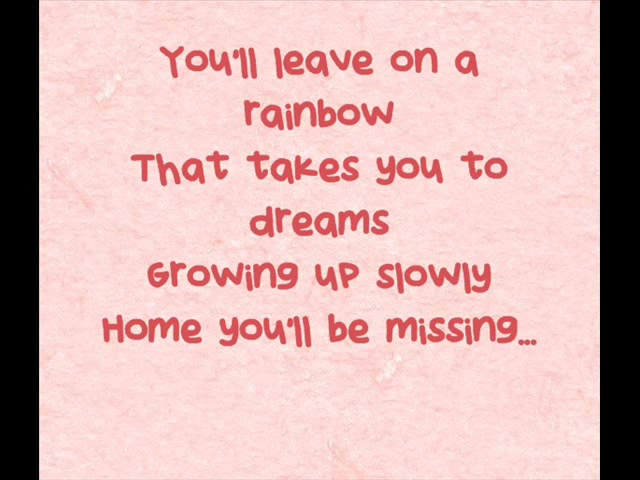 You'll leave on a
rainbow
That takes you to
dreams
Growing up slowly
Home you'll be missing...